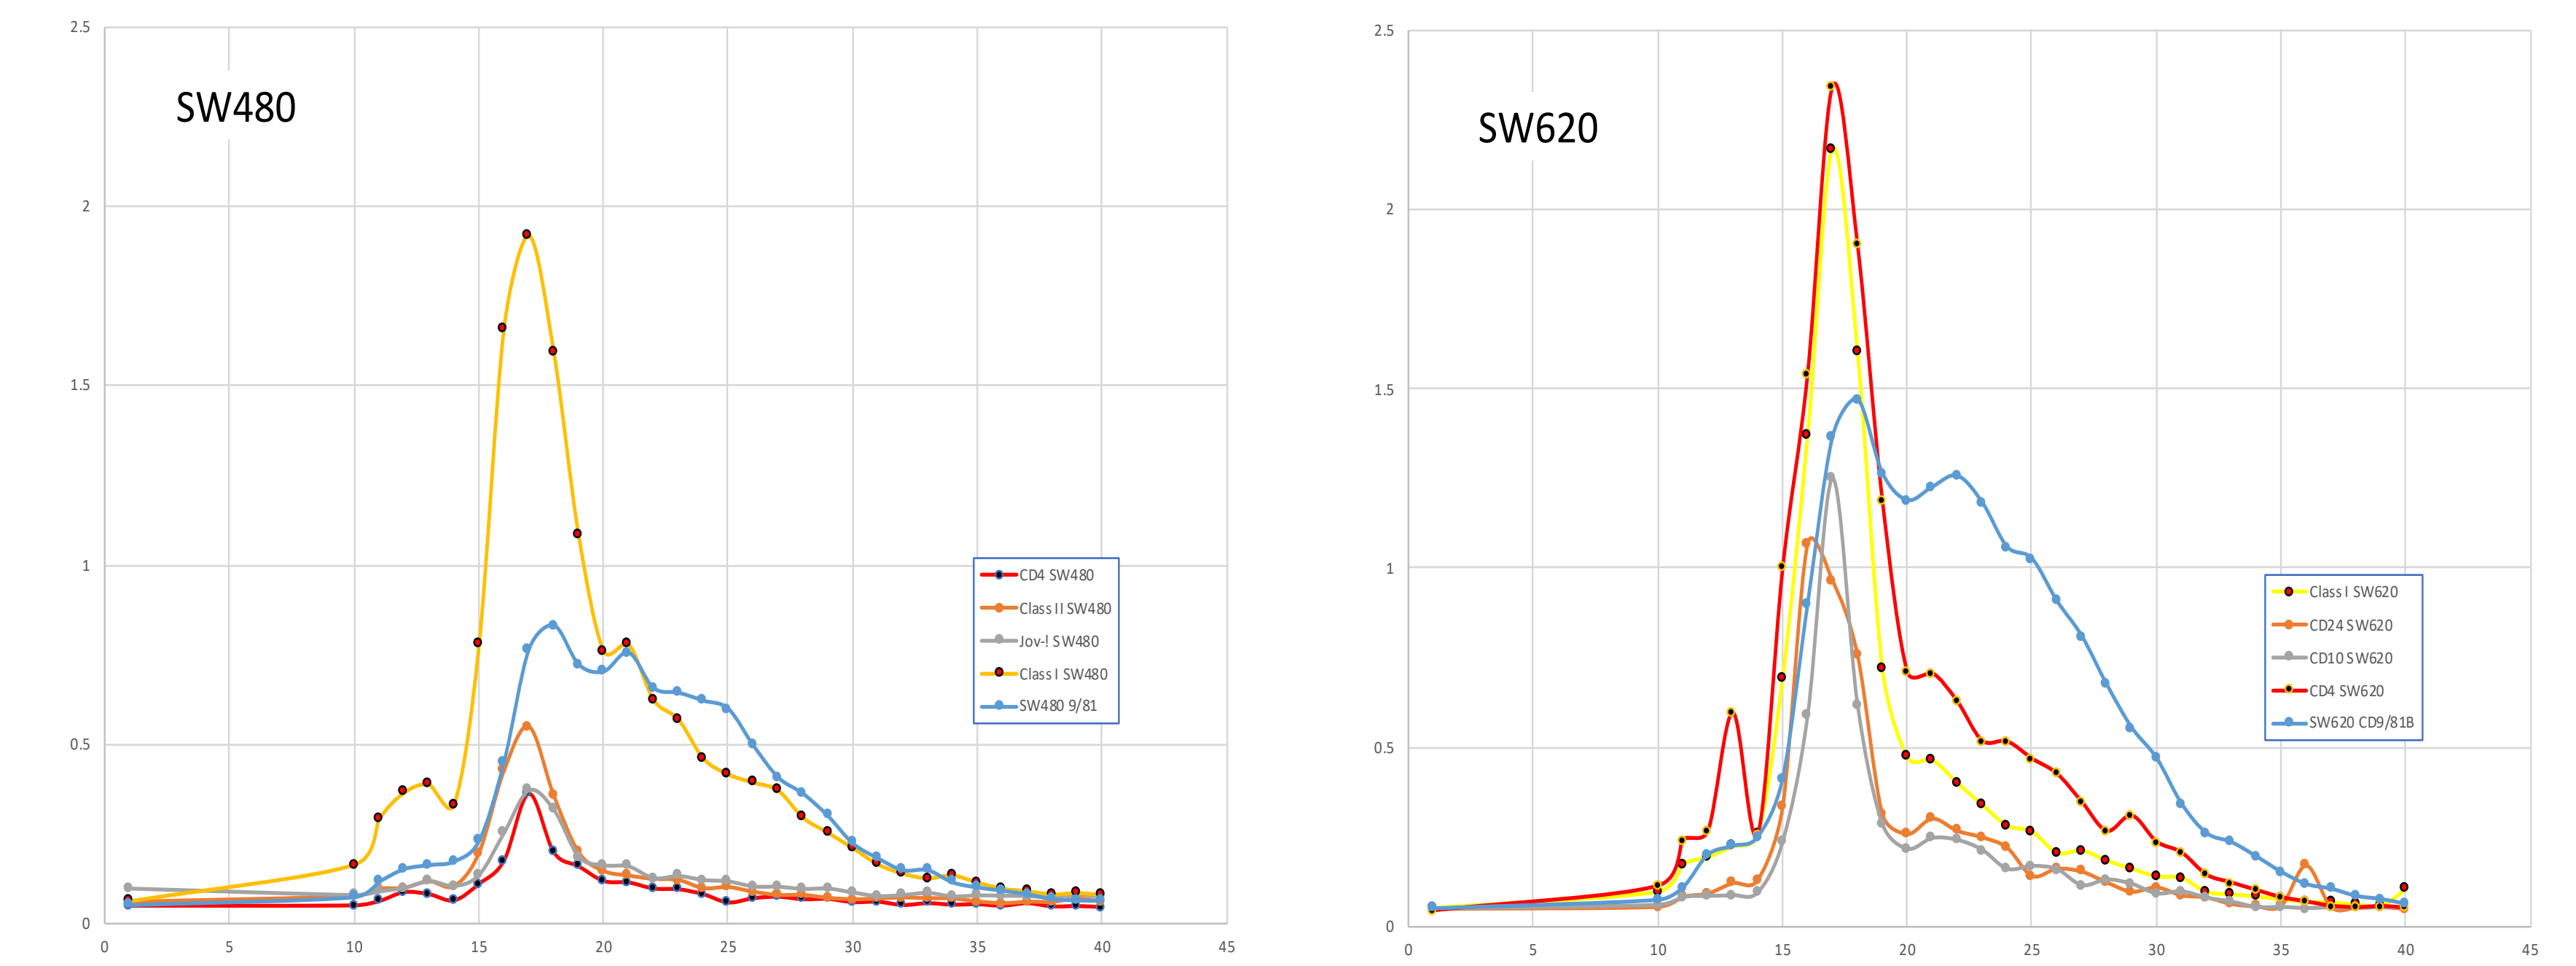 SW480
2.5
2
1.5
1
0.5
0
0 5 10 15 20 25 30 35 40 45
CD4 SW480
Class II SW480
Jov-! SW480
Class I SW480
SW480 9/81
SW620
2.5
2
1.5
1
0.5
0
0 5 10 15 20 25 30 35 40 45
Class I SW620
CD24 SW620
CD10 SW620
CD4 SW620
SW620 CD9/81B